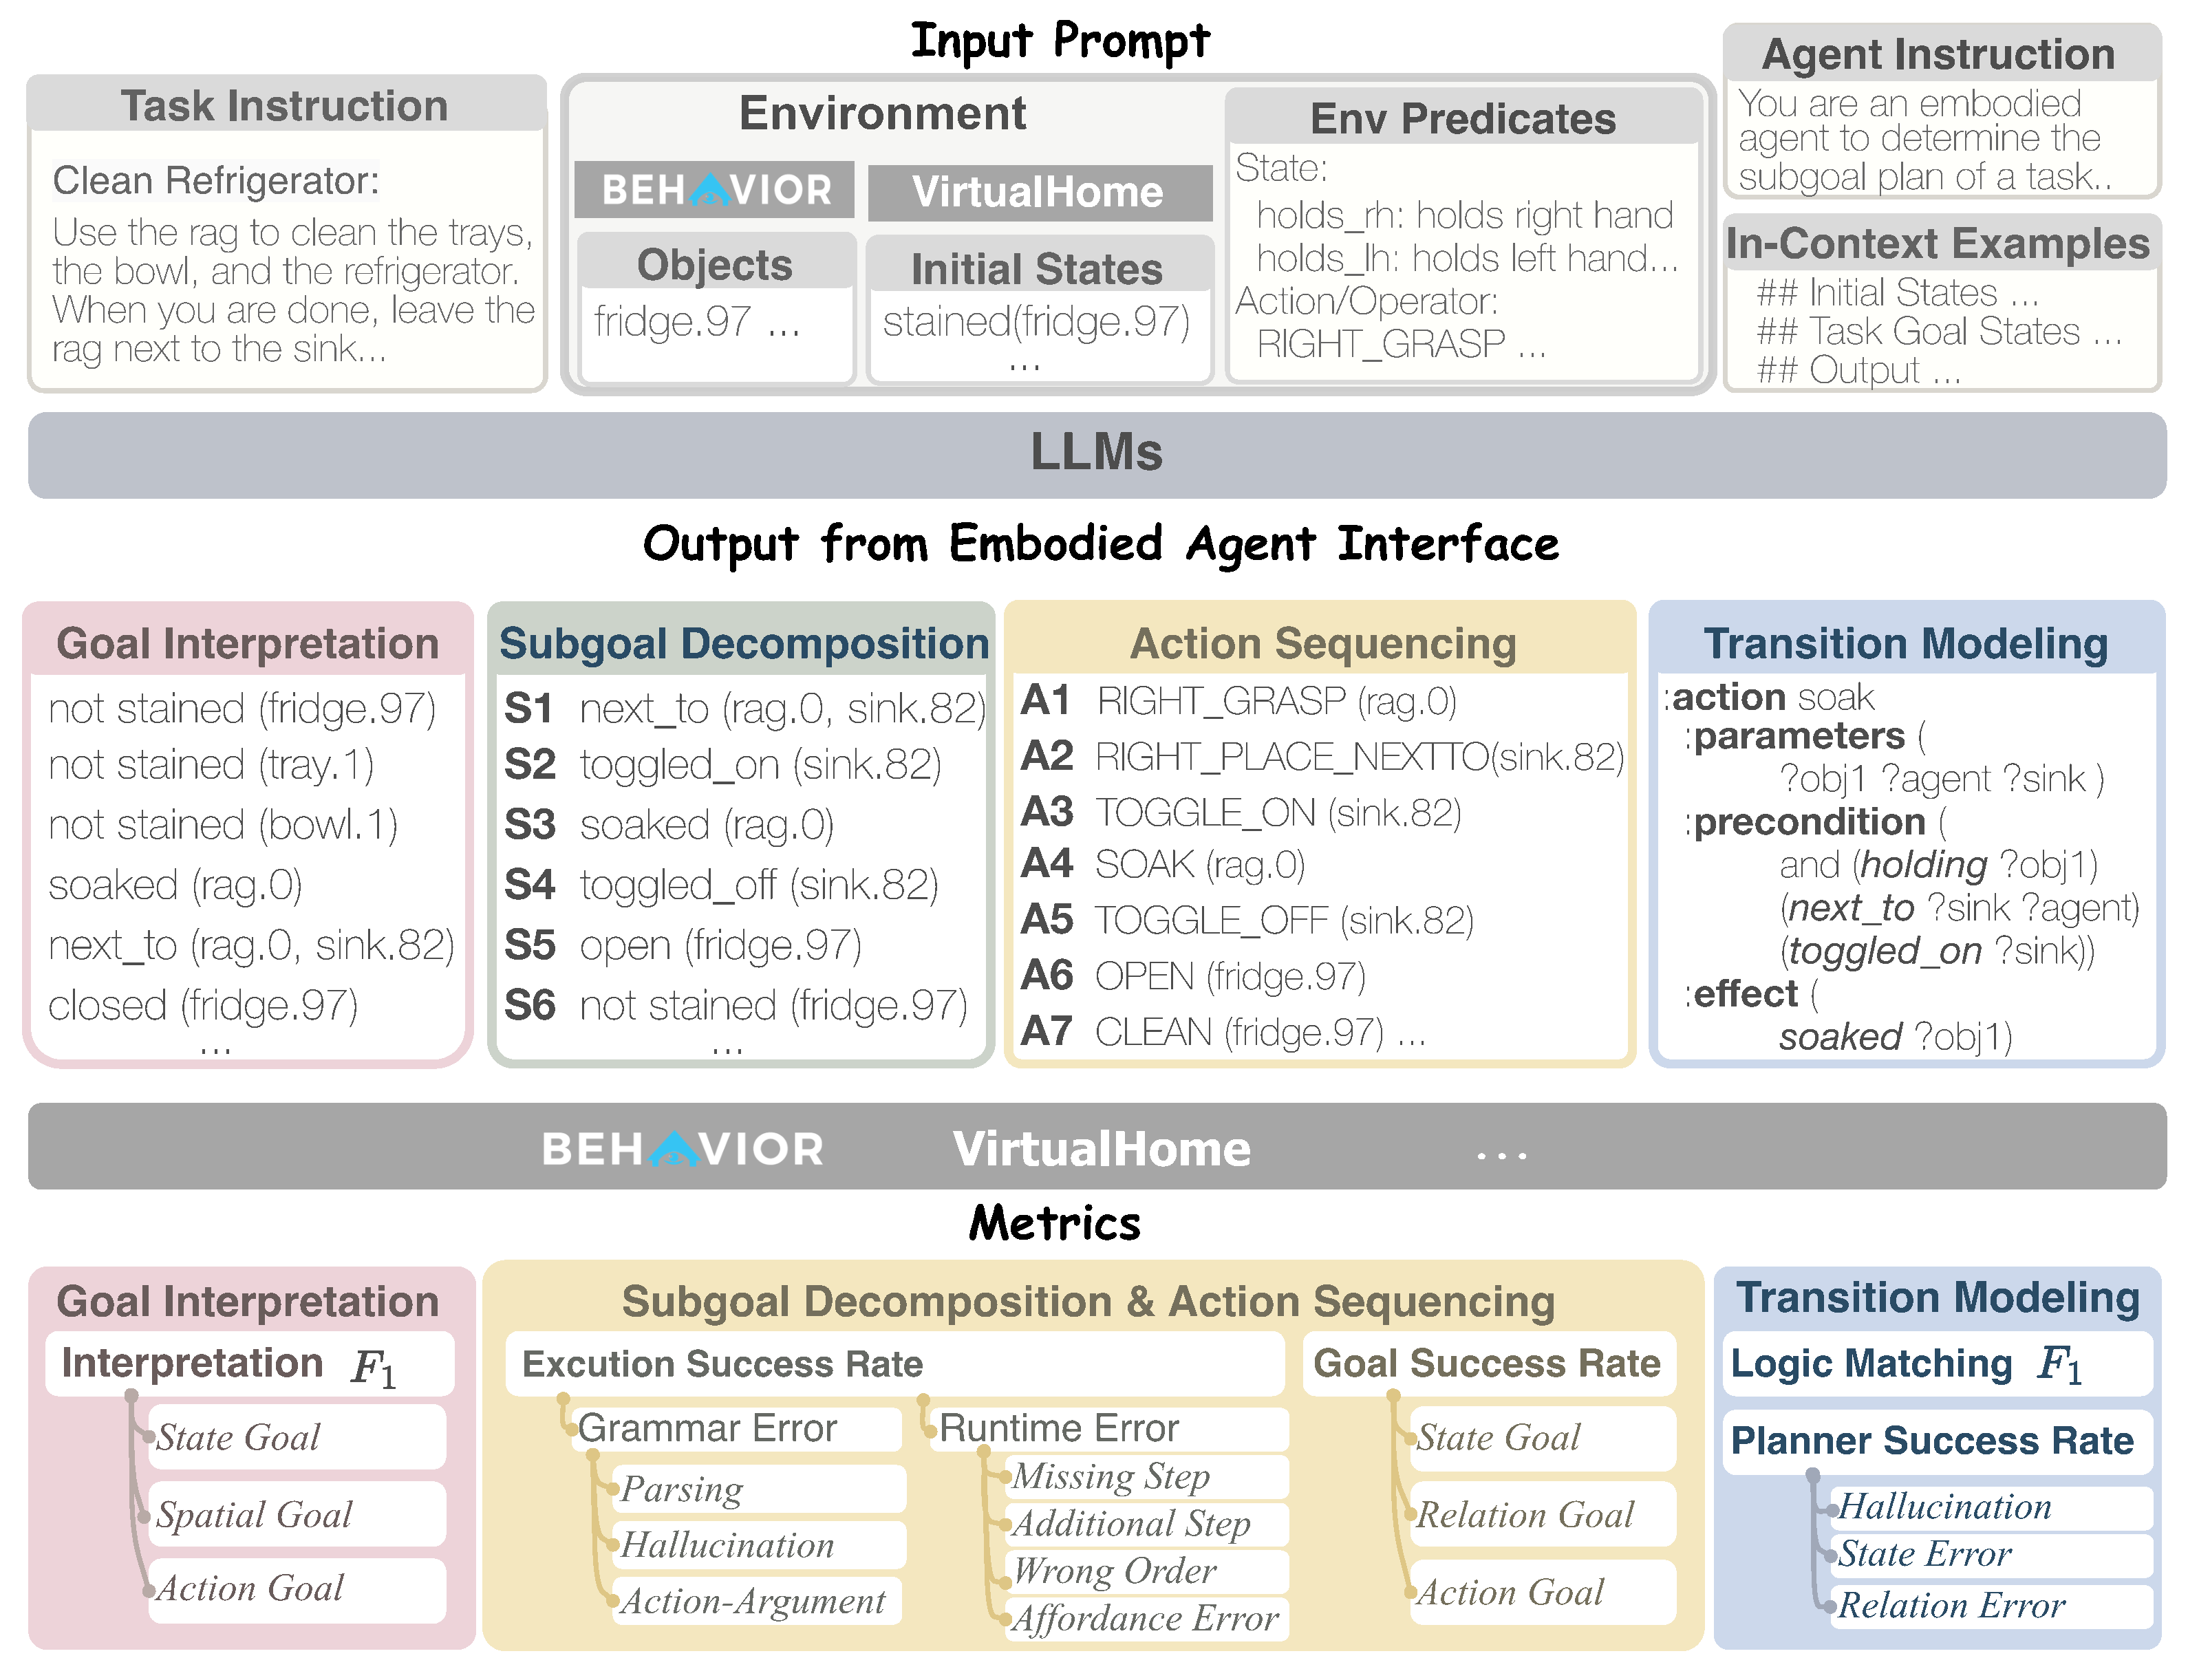 Input Prompt
Task Instruction
Clean Refrigerator:
Use the rag to clean the trays,
the bowl, and the refrigerator.
When you are done, leave the
rag next to the sink...
Environment
BEHAVIOR
VirtualHome
Objects
fridge.97 ...
Initial States
stained(fridge.97)
...
Env Predicates
State:
holds_rh: holds right hand
holds_lh: holds left hand...
Action/Operator:
RIGHT_GRASP ...
Agent Instruction
You are an embodied
agent to determine the
subgoal plan of a task..
In-Context Examples
## Initial States ...
## Task Goal States ...
## Output ...
LLMs
Output from Embodied Agent Interface
Goal Interpretation
not stained (fridge.97)
not stained (tray.1)
not stained (bowl.1)
soaked (rag.0)
next_to (rag.0, sink.82)
closed (fridge.97)
...
Subgoal Decomposition
S1 next_to (rag.0, sink.82)
S2 toggled_on (sink.82)
S3 soaked (rag.0)
S4 toggled_off (sink.82)
S5 open (fridge.97)
S6 not stained (fridge.97)
...
Action Sequencing
A1 RIGHT_GRASP (rag.0)
A2 RIGHT_PLACE_NEXTTO(sink.82)
A3 TOGGLE_ON (sink.82)
A4 SOAK (rag.0)
A5 TOGGLE_OFF (sink.82)
A6 OPEN (fridge.97)
A7 CLEAN (fridge.97) ...
Transition Modeling
:action soak
:parameters (
?obj1 ?agent ?sink )
:precondition (
and (holding ?obj1)
(next_to ?sink ?agent)
(toggled_on ?sink))
:effect (
soaked ?obj1)
BEHAVIOR VirtualHome ...
Metrics
Goal Interpretation
Interpretation F1
State Goal
Spatial Goal
Action Goal
Subgoal Decomposition & Action Sequencing
Excution Success Rate
Grammar Error
Parsing
Hallucination
Action-Argument
Runtime Error
Missing Step
Additional Step
Wrong Order
Affordance Error
Goal Success Rate
State Goal
Relation Goal
Action Goal
Transition Modeling
Logic Matching F1
Planner Success Rate
Hallucination
State Error
Relation Error